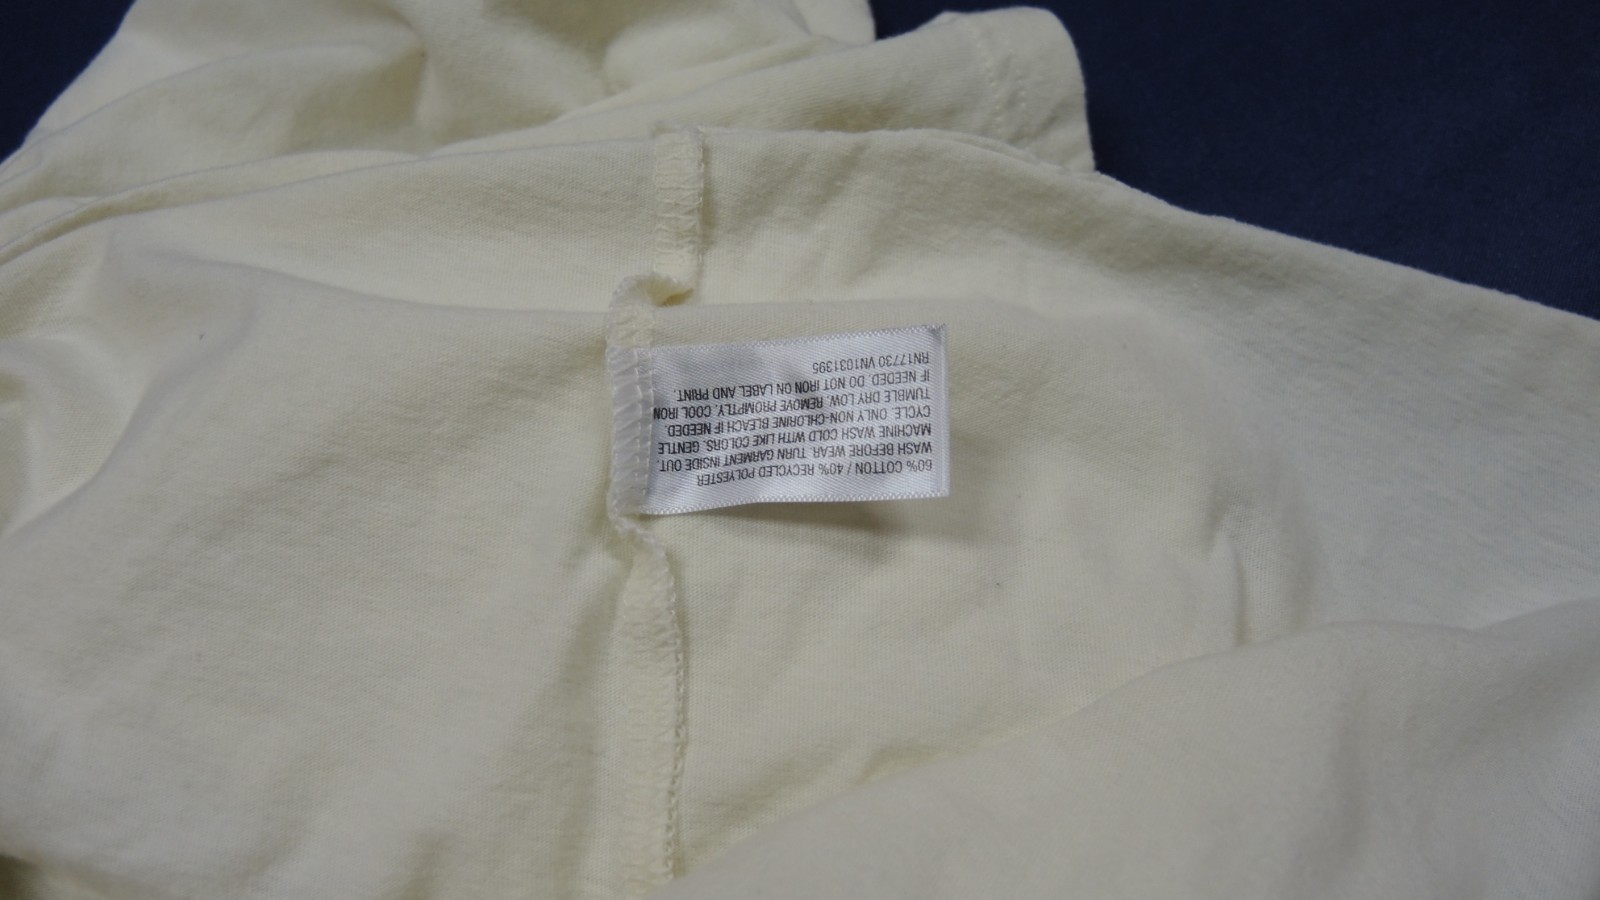 60% COTTON / 40% RECYCLED POLYESTER
WASH BEFORE WEAR. TURN GARMENT INSIDE OUT.
MACHINE WASH COLD WITH LIKE COLORS. GENTLE
CYCLE. ONLY NON-CHLORINE BLEACH IF NEEDED.
TUMBLE DRY LOW. REMOVE PROMPTLY. COOL IRON
IF NEEDED. DO NOT IRON ON LABEL AND PRINT.
RN17730 VN1031395